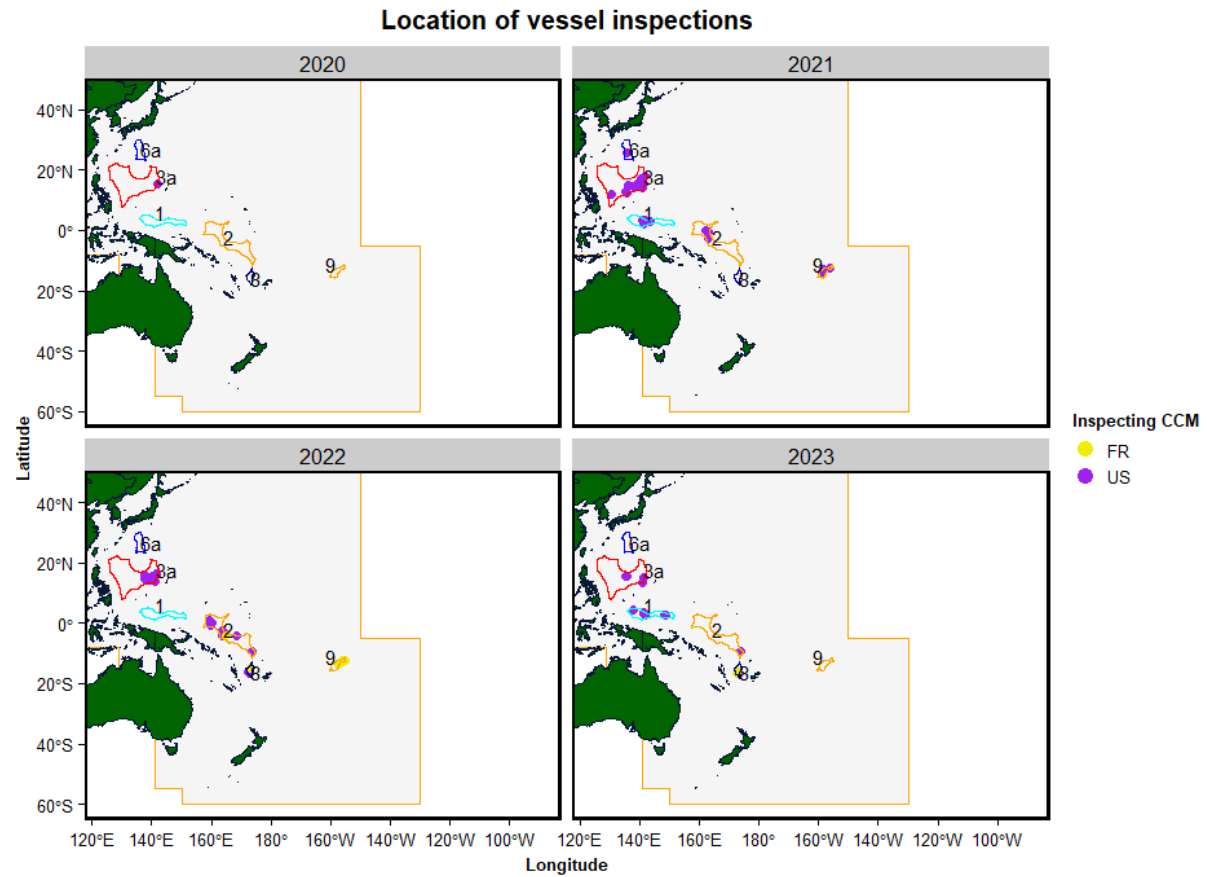 Location of vessel inspections
2020
2021
40°N
20°N
0°
20°S
40°S
60°S
6a
3a
1
2
8
9
6a
3a
1
2
8
9
Latitude
Inspecting CCM
FR
US
2022
2023
40°N
20°N
0°
20°S
40°S
60°S
6a
3a
1
2
8
9
6a
3a
1
2
8
9
120°E 140°E 160°E 180° 160°W 140°W 120°W 100°W 120°E 140°E 160°E 180° 160°W 140°W 120°W 100°W
Longitude